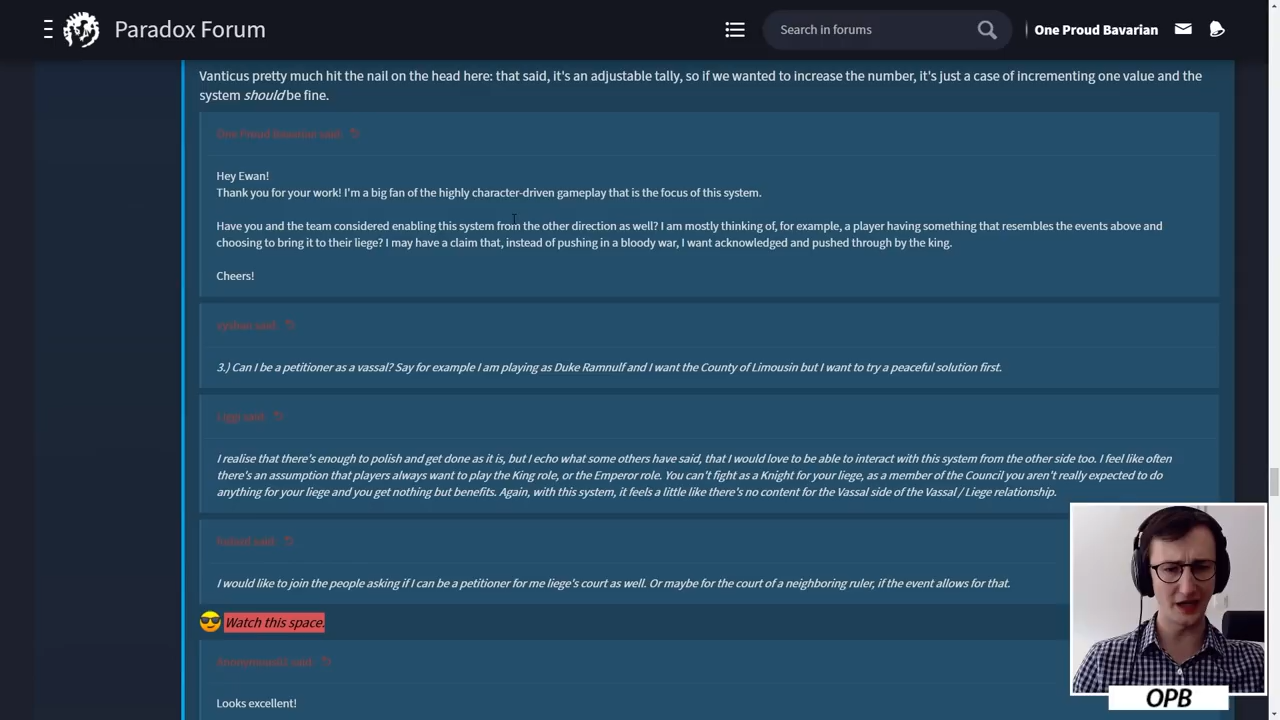 Paradox Forum
Search in forums
One Proud Bavarian
Vanticus pretty much hit the nail on the head here: that said, it's an adjustable tally, so if we wanted to increase the number, it's just a case of incrementing one value and the
system should be fine.
One Proud Bavarian said:
Hey Ewan!
Thank you for your work! I'm a big fan of the highly character-driven gameplay that is the focus of this system.
Have you and the team considered enabling this system from the other direction as well? I am mostly thinking of, for example, a player having something that resembles the events above and
choosing to bring it to their liege? I may have a claim that, instead of pushing in a bloody war, I want acknowledged and pushed through by the king.
Cheers!
said:
3.) Can I be a petitioner as a vassal? Say for example I am playing as Duke Ramnulf and I want the County of Limousin but I want to try a peaceful solution first.
said:
I realise that there's enough to polish and get done as it is, but I echo what some others have said, that I would love to be able to interact with this system from the other side too. I feel like often
there's an assumption that players always want to play the King role, or the Emperor role. You can't fight as a Knight for your liege, as a member of the Council you aren't really expected to do
anything for your liege and you get nothing but benefits. Again, with this system, it feels a little like there's no content for the Vassal side of the Vassal / Liege relationship.
said:
I would like to join the people asking if I can be a petitioner for me liege's court as well. Or maybe for the court of a neighboring ruler, if the event allows for that.
Watch this space.
said:
Looks excellent!
OPB